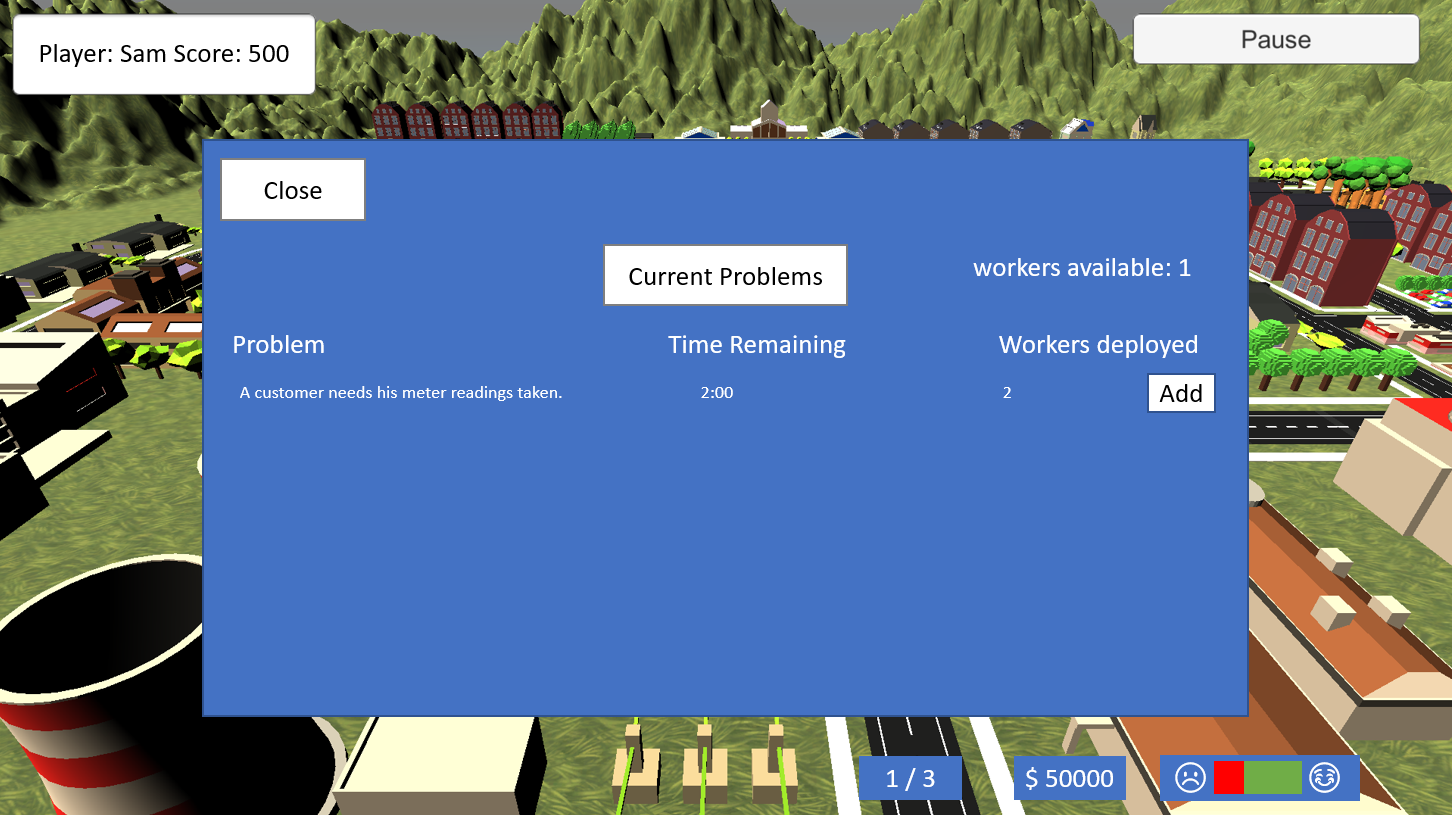 Player: Sam Score: 500
Pause
Close
Current Problems
workers available: 1
Problem
Time Remaining
Workers deployed
A customer needs his meter readings taken.
2:00
2
Add
1 / 3
$ 50000